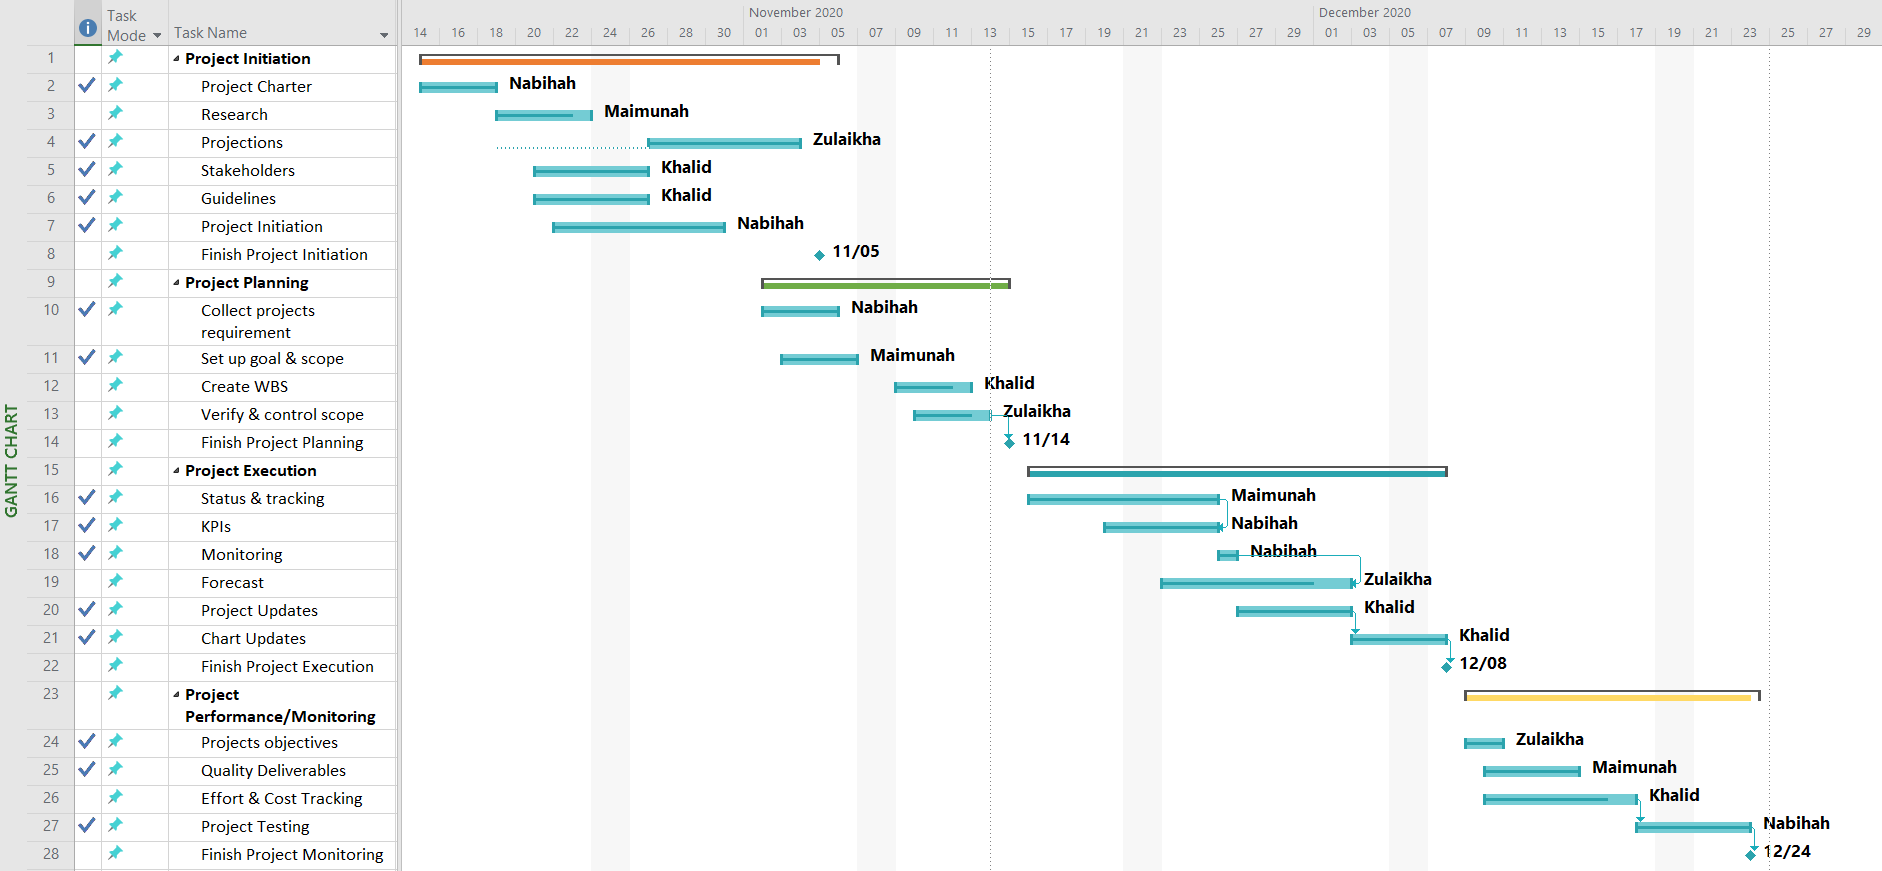 Task
Mode
Task Name
November 2020
December 2020
14 16 18 20 22 24 26 28 30 01 03 05 07 09 11 13 15 17 19 21 23 25 27 29 01 03 05 07 09 11 13 15 17 19 21 23 25 27 29
1 Project Initiation
2 Project Charter Nabihah
3 Research Maimunah
4 Projections Zulaikha
5 Stakeholders Khalid
6 Guidelines Khalid
7 Project Initiation Nabihah
8 Finish Project Initiation 11/05
9 Project Planning
10 Collect projects Nabihah
requirement
11 Set up goal & scope Maimunah
12 Create WBS Khalid
13 Verify & control scope Zulaikha
14 Finish Project Planning 11/14
15 Project Execution
16 Status & tracking Maimunah
17 KPIs Nabihah
18 Monitoring Nabihah
19 Forecast Zulaikha
20 Project Updates Khalid
21 Chart Updates Khalid
22 Finish Project Execution 12/08
23 Project
Performance/Monitoring
24 Projects objectives Zulaikha
25 Quality Deliverables Maimunah
26 Effort & Cost Tracking Khalid
27 Project Testing Nabihah
28 Finish Project Monitoring 12/24
GANTT CHART